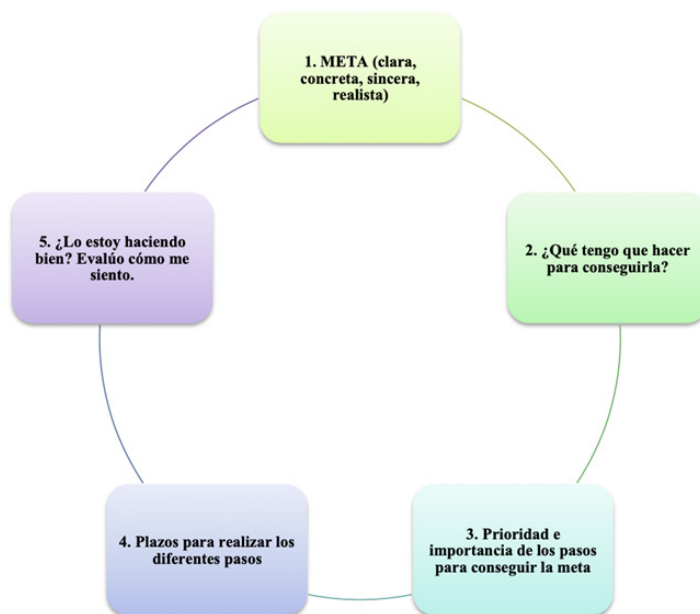 1. META (clara,
concreta, sincera,
realista)
2. ¿Qué tengo que hacer
para conseguirla?
3. Prioridad e
importancia de los pasos
para conseguir la meta
4. Plazos para realizar los
diferentes pasos
5. ¿Lo estoy haciendo
bien? Evalúo cómo me
siento.